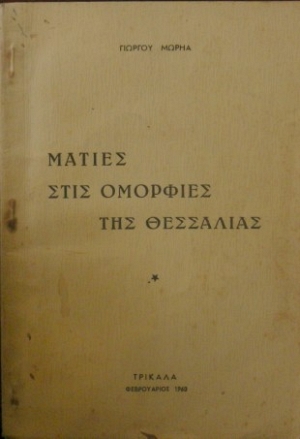 ΓΙΩΡΓΟΥ ΜΩΡΗΑ
ΜΑΤΙΕΣ
ΣΤΙΣ ΟΜΟΡΦΙΕΣ
ΤΗΣ ΘΕΣΣΑΛΙΑΣ
ΤΡΙΚΑΛΑ
ΦΕΒΡΟΥΑΡΙΟΣ